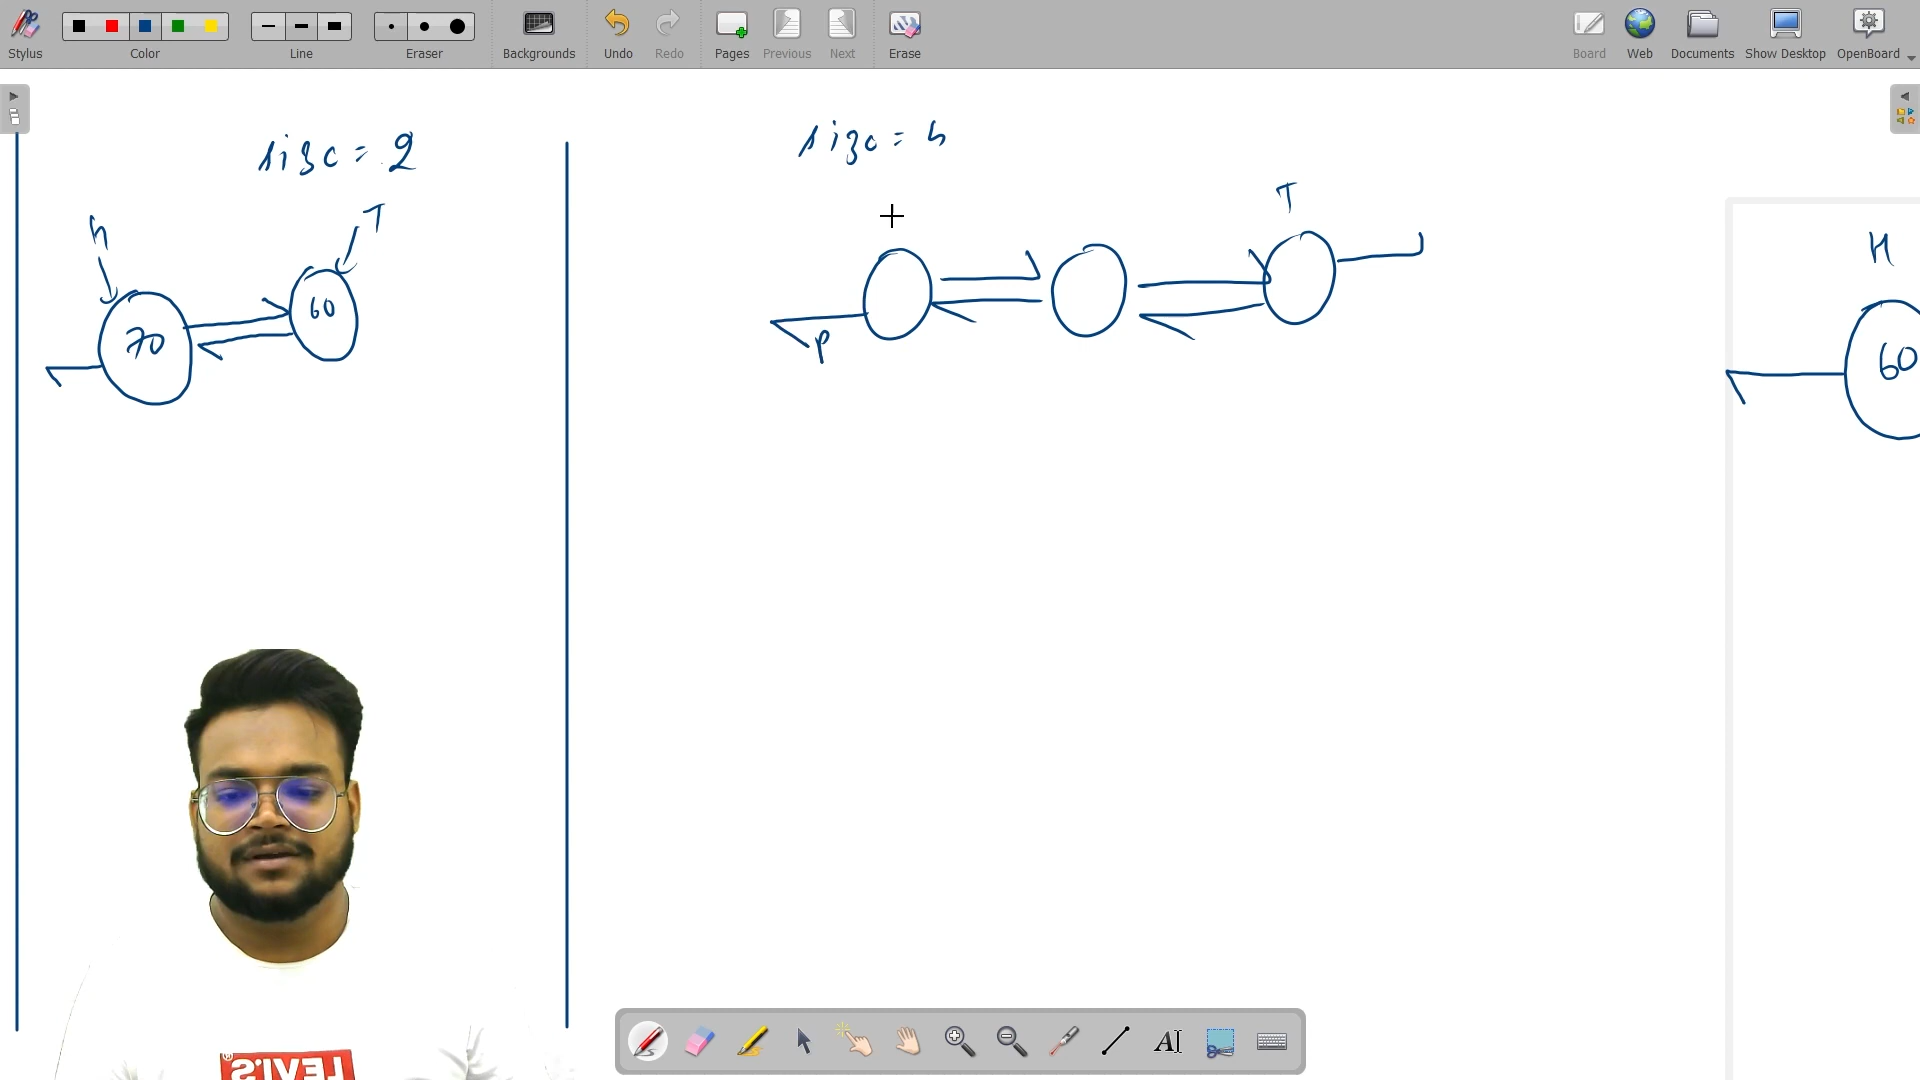 Stylus
Color
Line
Eraser
Backgrounds
Undo
Redo
Pages
Previous
Next
Erase
Board
Web
Documents
Show Desktop
OpenBoard
size = 2
h
T
70
60
size = h
T
p
H
60
LEVI'S
®